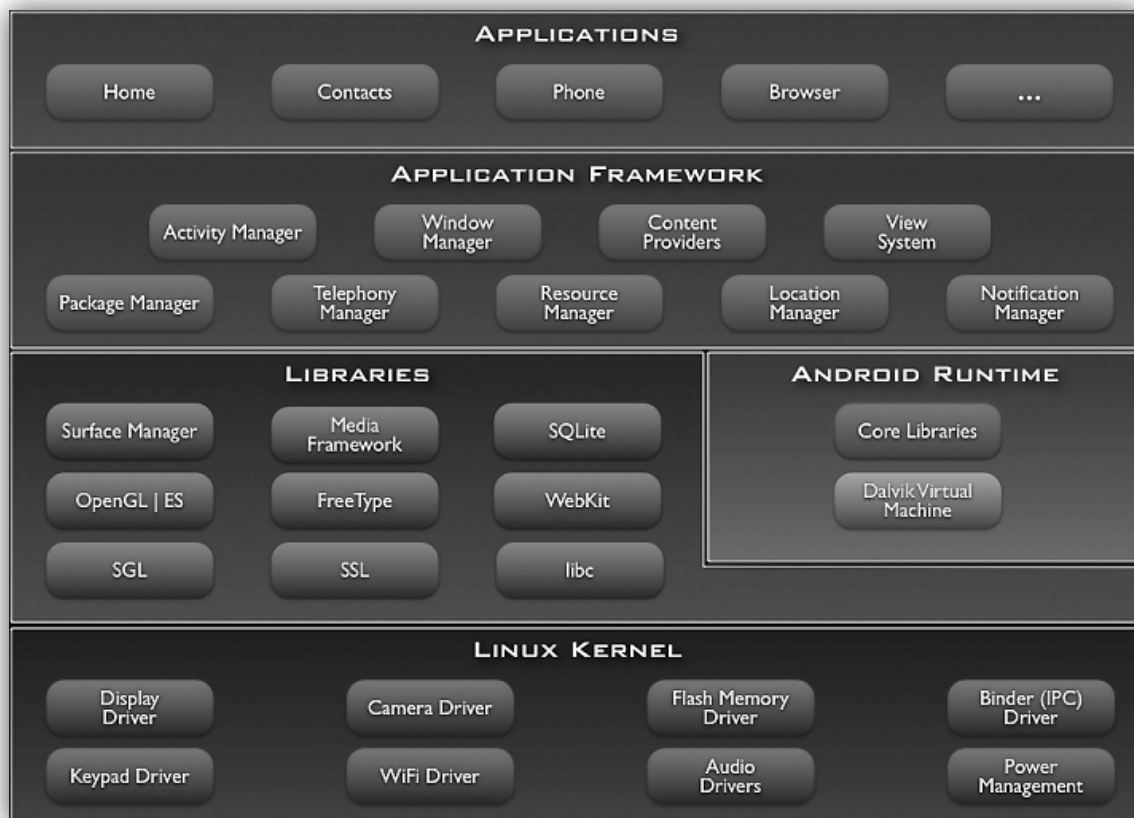 APPLICATIONS
Home
Contacts
Phone
Browser
...
APPLICATION FRAMEWORK
Activity Manager
Window
Manager
Content
Providers
View
System
Package Manager
Telephony
Manager
Resource
Manager
Location
Manager
Notification
Manager
LIBRARIES
Surface Manager
Media
Framework
SQLite
OpenGL | ES
FreeType
WebKit
SGL
SSL
libc
ANDROID RUNTIME
Core Libraries
Dalvik Virtual
Machine
LINUX KERNEL
Display
Driver
Camera Driver
Flash Memory
Driver
Binder (IPC)
Driver
Keypad Driver
WiFi Driver
Audio
Drivers
Power
Management